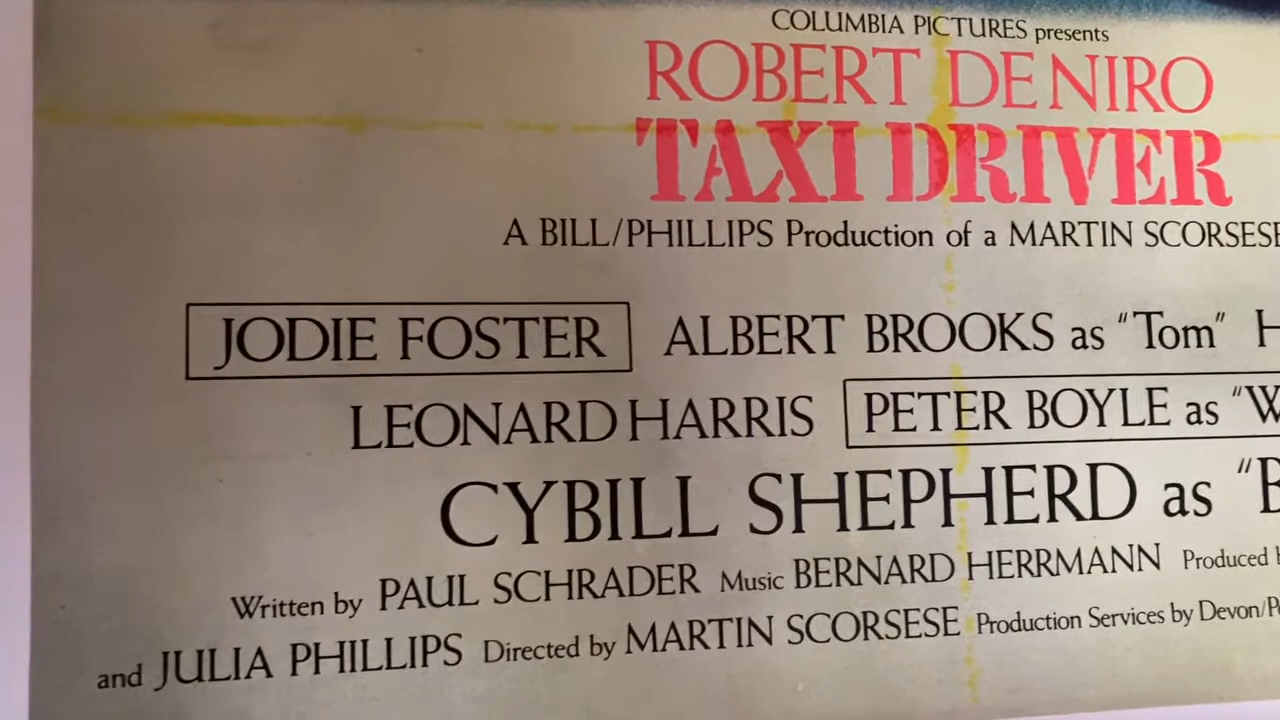 COLUMBIA PICTURES presents
ROBERT DE NIRO
TAXI DRIVER
A BILL/PHILLIPS Production of a MARTIN SCORSESE
JODIE FOSTER ALBERT BROOKS as "Tom"
LEONARD HARRIS PETER BOYLE as
CYBILL SHEPHERD as
Written by PAUL SCHRADER Music BERNARD HERRMANN Produced
and JULIA PHILLIPS Directed by MARTIN SCORSESE Production Services by